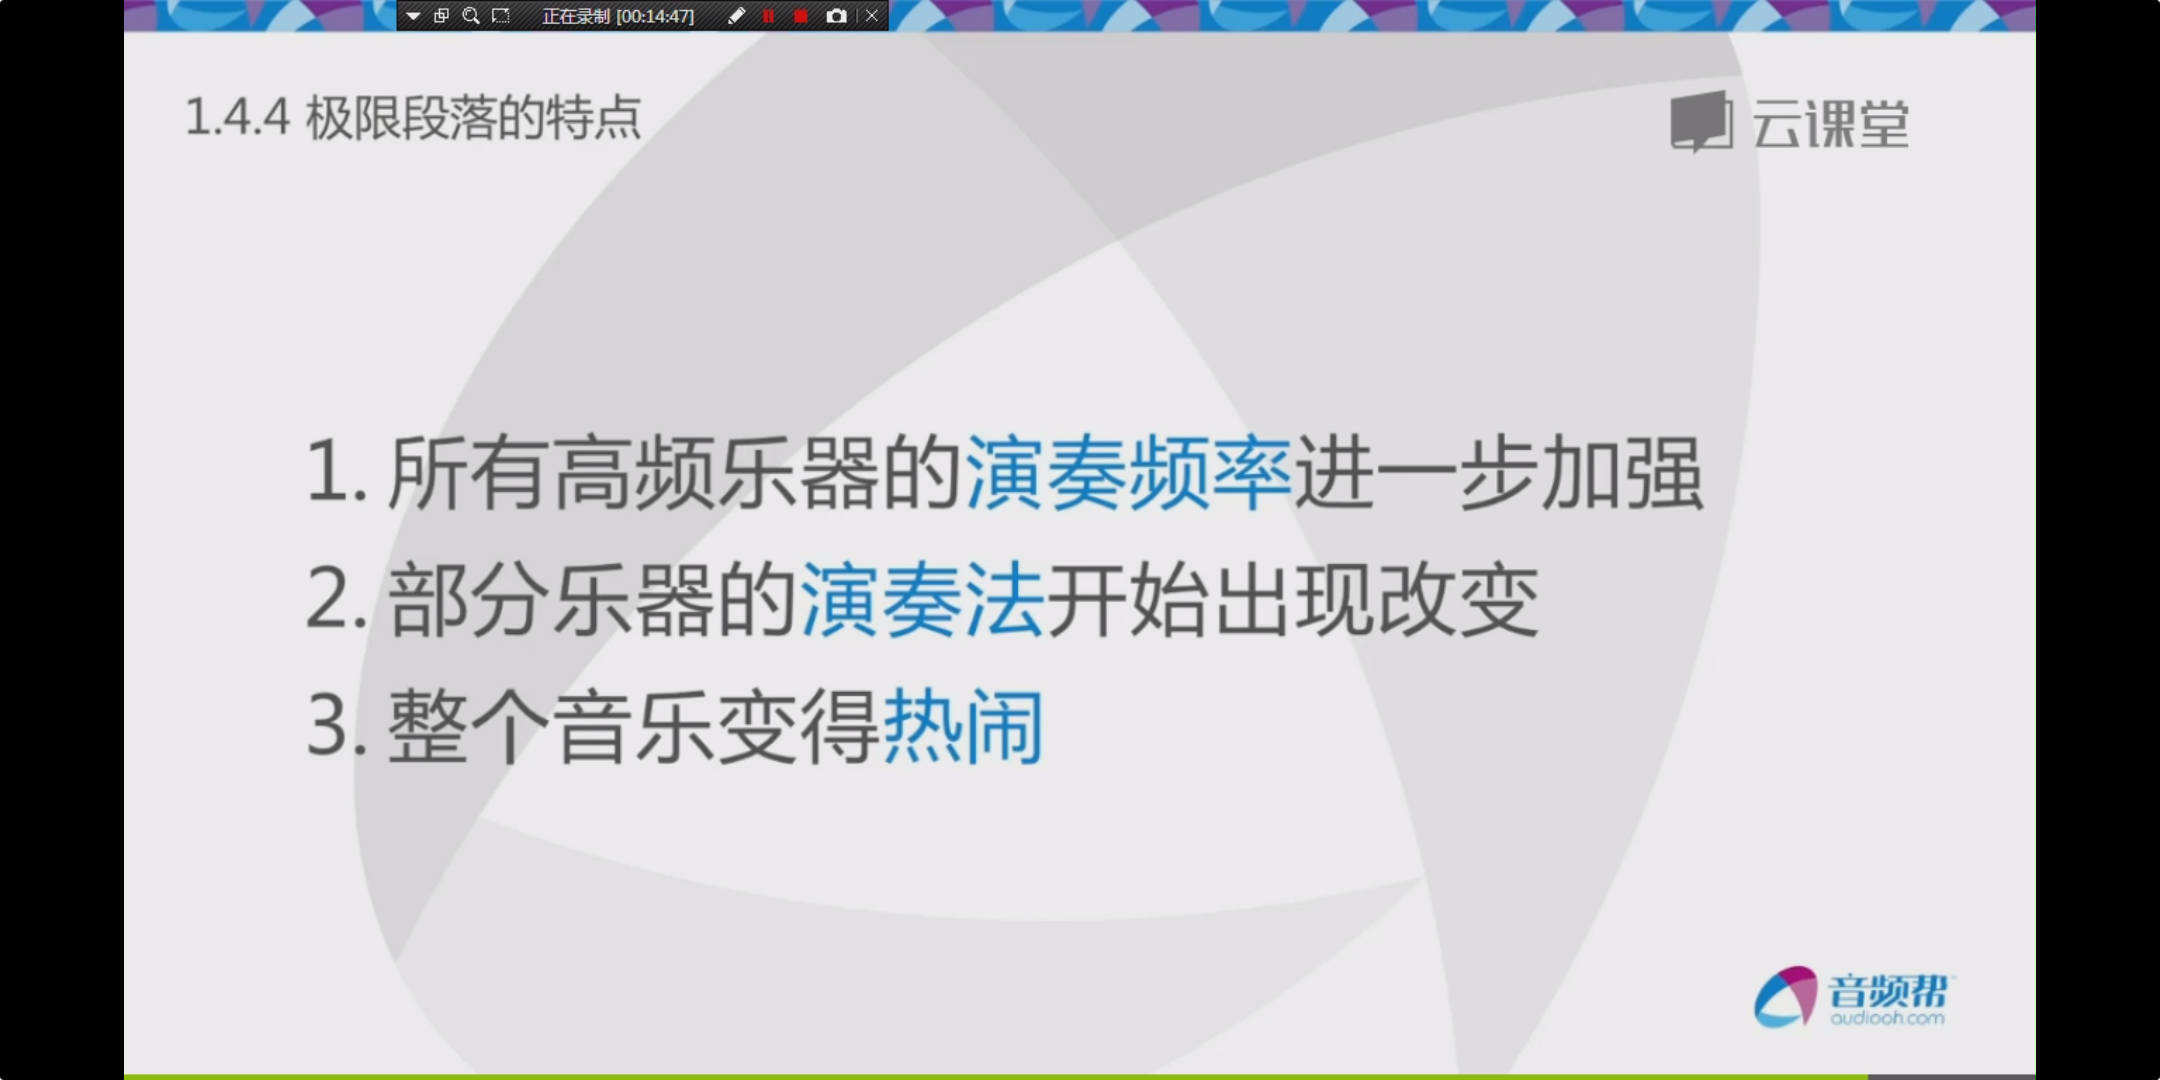 正在录制 [00:14:47]
1.4.4 极限段落的特点
云课堂
1. 所有高频乐器的演奏频率进一步加强
2. 部分乐器的演奏法开始出现改变
3. 整个音乐变得热闹
音频帮
audiooh.com